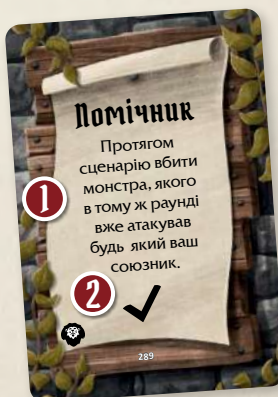 Помічник
Протягом
сценарію вбити
монстра, якого
в тому ж раунді
вже атакував
будь який ваш
союзник.
1
2
289